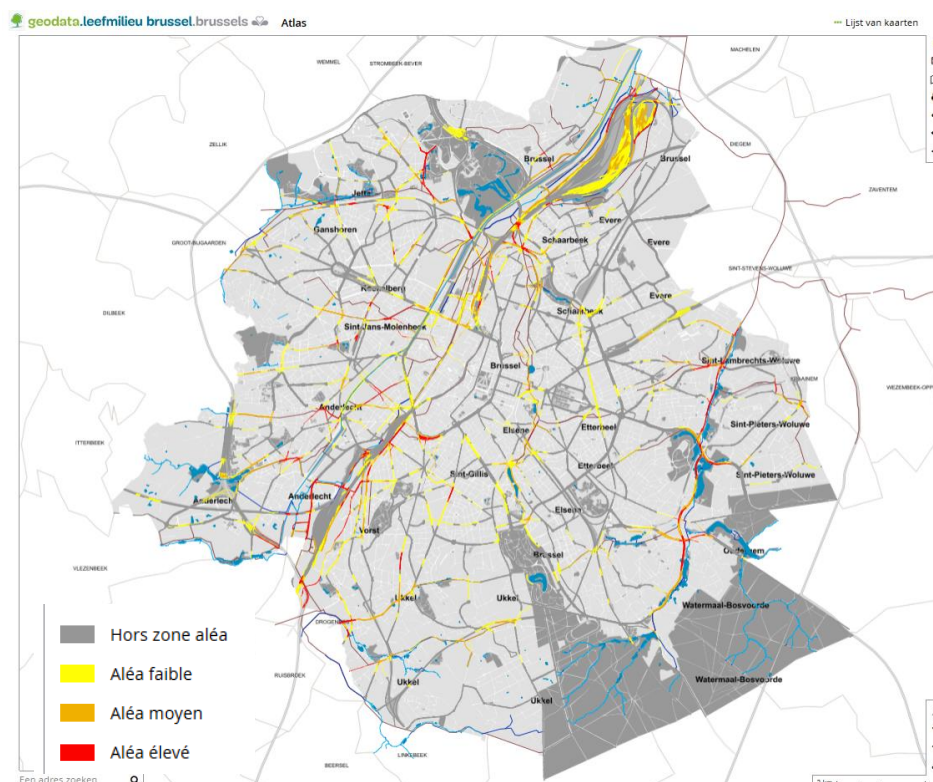 geodata.leefmilieu brussel.brussels Atlas
Lijst van kaarten
MACHELEN
WEMMEL
STROMBEEK-BEVER
ZELLIK
DIEGEM
Brussel
Brussel
ZAVENTEM
Jette
Evere
Ganshoren
Schaarbeek
Evere
GROOT-BIJGAARDEN
SINT-STEVENS-WOLUWE
Koekelberg
Evere
DILBEEK
Schaarbeek
Sint-Jans-Molenbeek
Sint-Lambrechts-Woluwe
Brussel
KRAAINEM
WEZEMBEEK-OPP
Anderlecht
Sint-Pieters-Woluwe
Elsene
Etterbeek
ITTERBEEK
Etterbeek
Sint-Gillis
Sint-Pieters-Woluwe
Anderlecht
Anderlecht
Elsene
Vorst
Oudergem
Brussel
VLEZENBEEK
Ukkel
Ukkel
Watermaal-Bosvoorde
DROGENBOS
Hors zone aléa
Aléa faible
RUISBROEK
Watermaal-Bosvoorde
Ukkel
Ukkel
Aléa moyen
Aléa élevé
LINKEBEEK
BEERSEL
Een adres zoeken